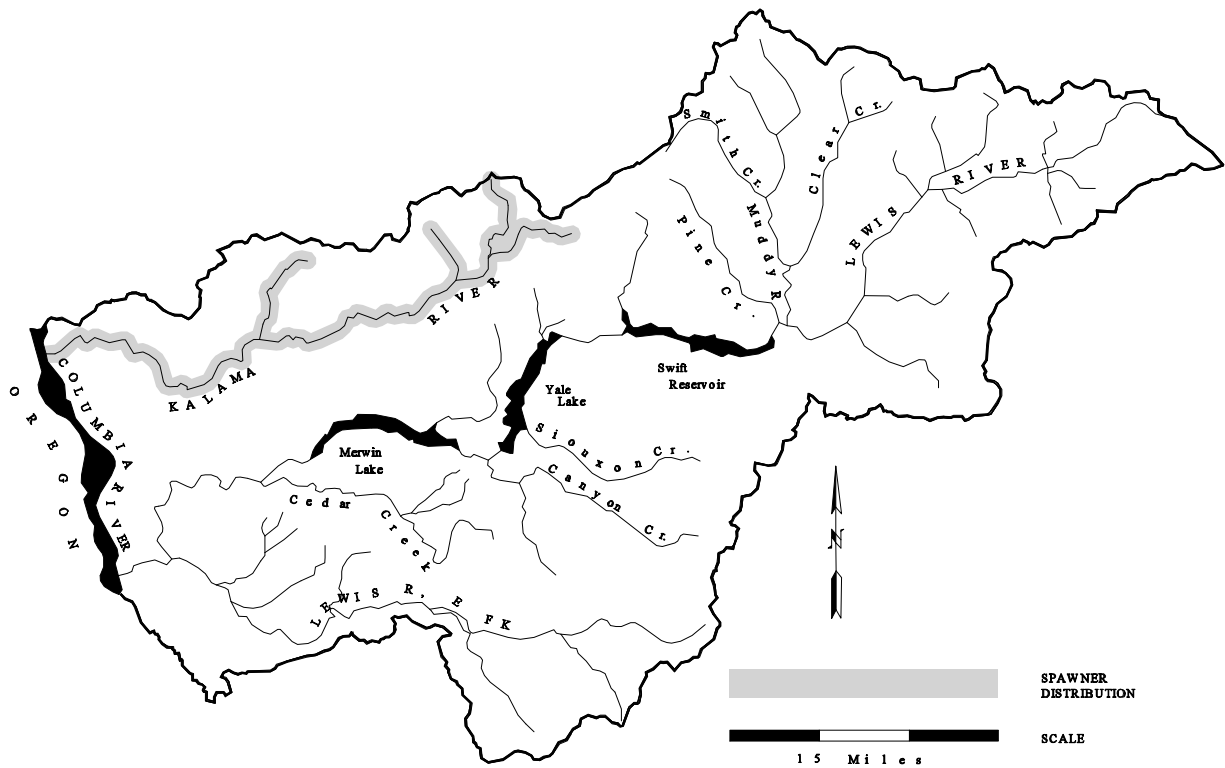 Smith Cr.
Muddy R
Clear Cr.
Pine Cr.
LEWIS RIVER
KALAMA RIVER
COLUMBIA RIVER
OREGON
Swift
Reservoir
Yale
Lake
Siouxon Cr.
Canyon Cr.
Merwin
Lake
Cedar Creek
LEWIS R, E FK
N
SPAWNER
DISTRIBUTION
SCALE
15 Miles